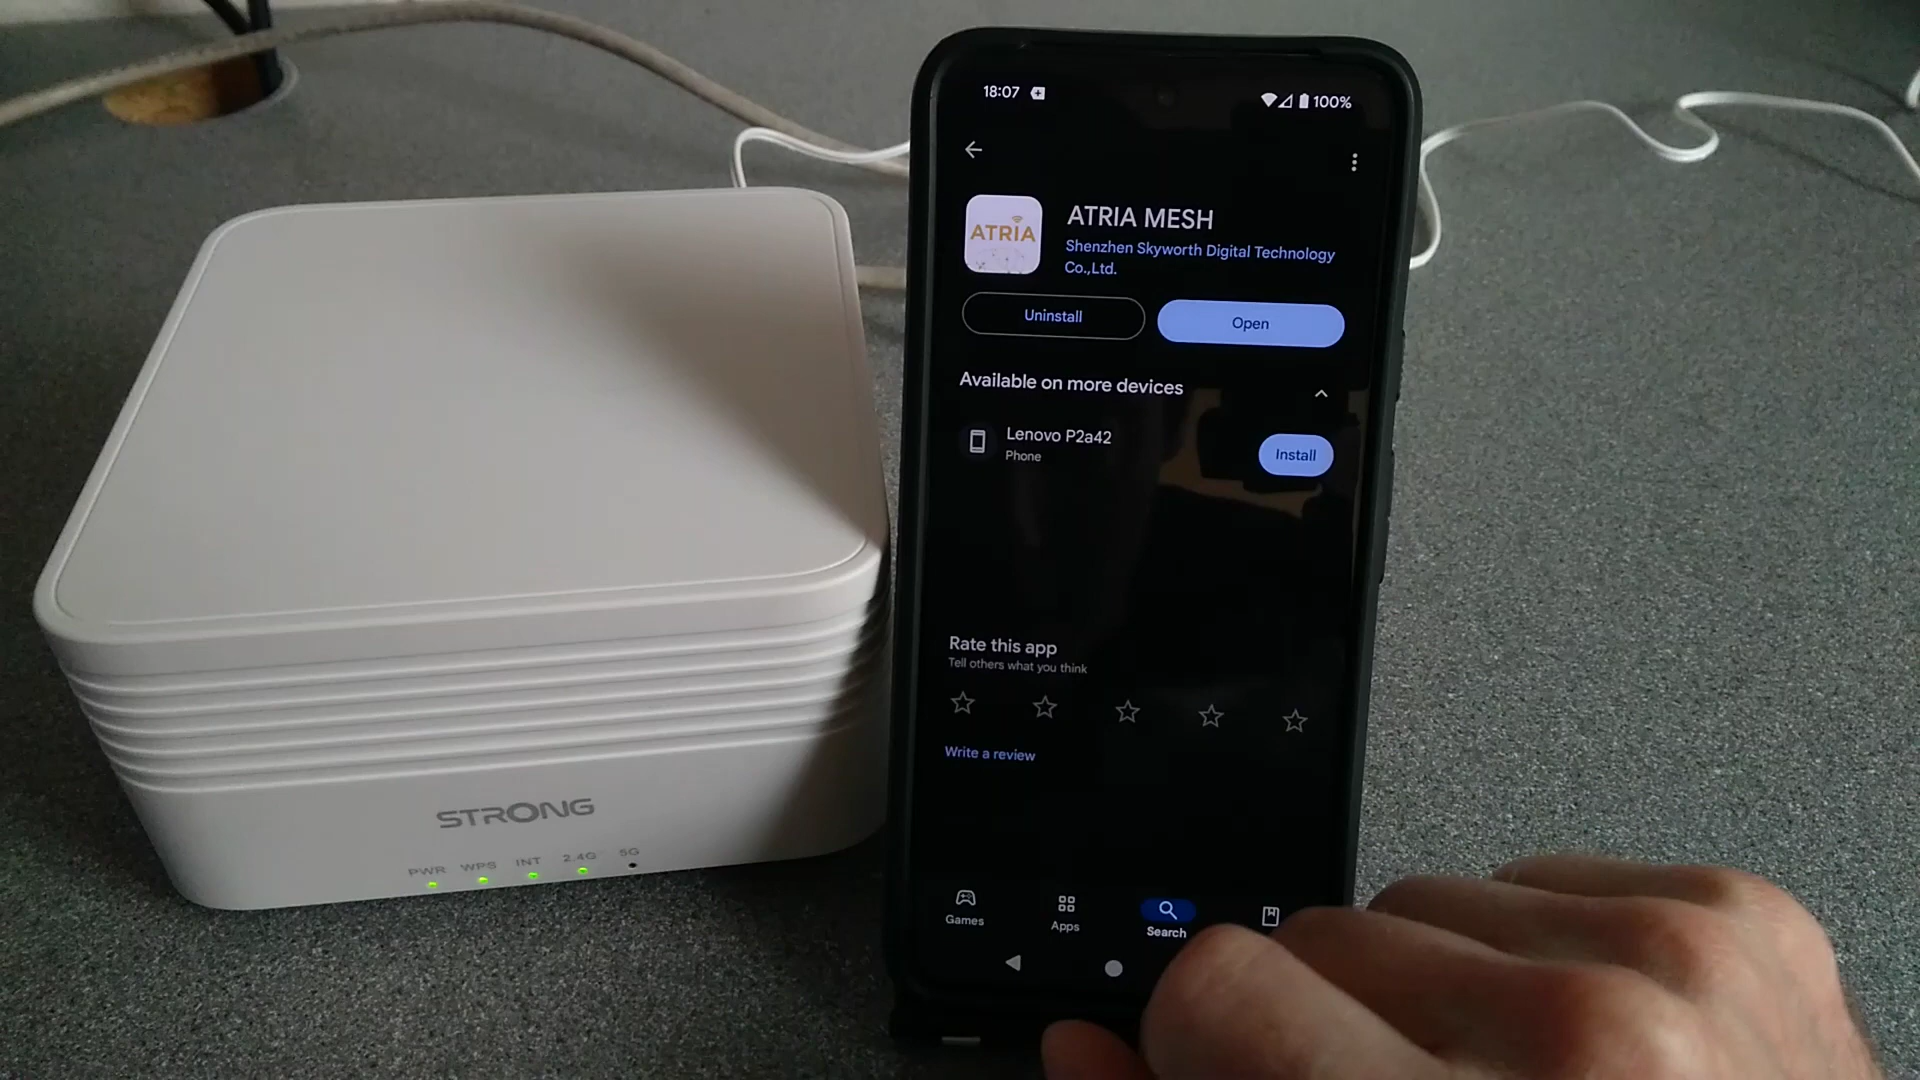 18:07
100%
ATRIA
ATRIA MESH
Shenzhen Skyworth Digital Technology
Co.,Ltd.
Uninstall
Open
Available on more devices
Lenovo P2a42
Phone
Install
Rate this app
Tell others what you think
Write a review
Games
Apps
Search
STRONG
PWR WPS INT 2.4G 5G